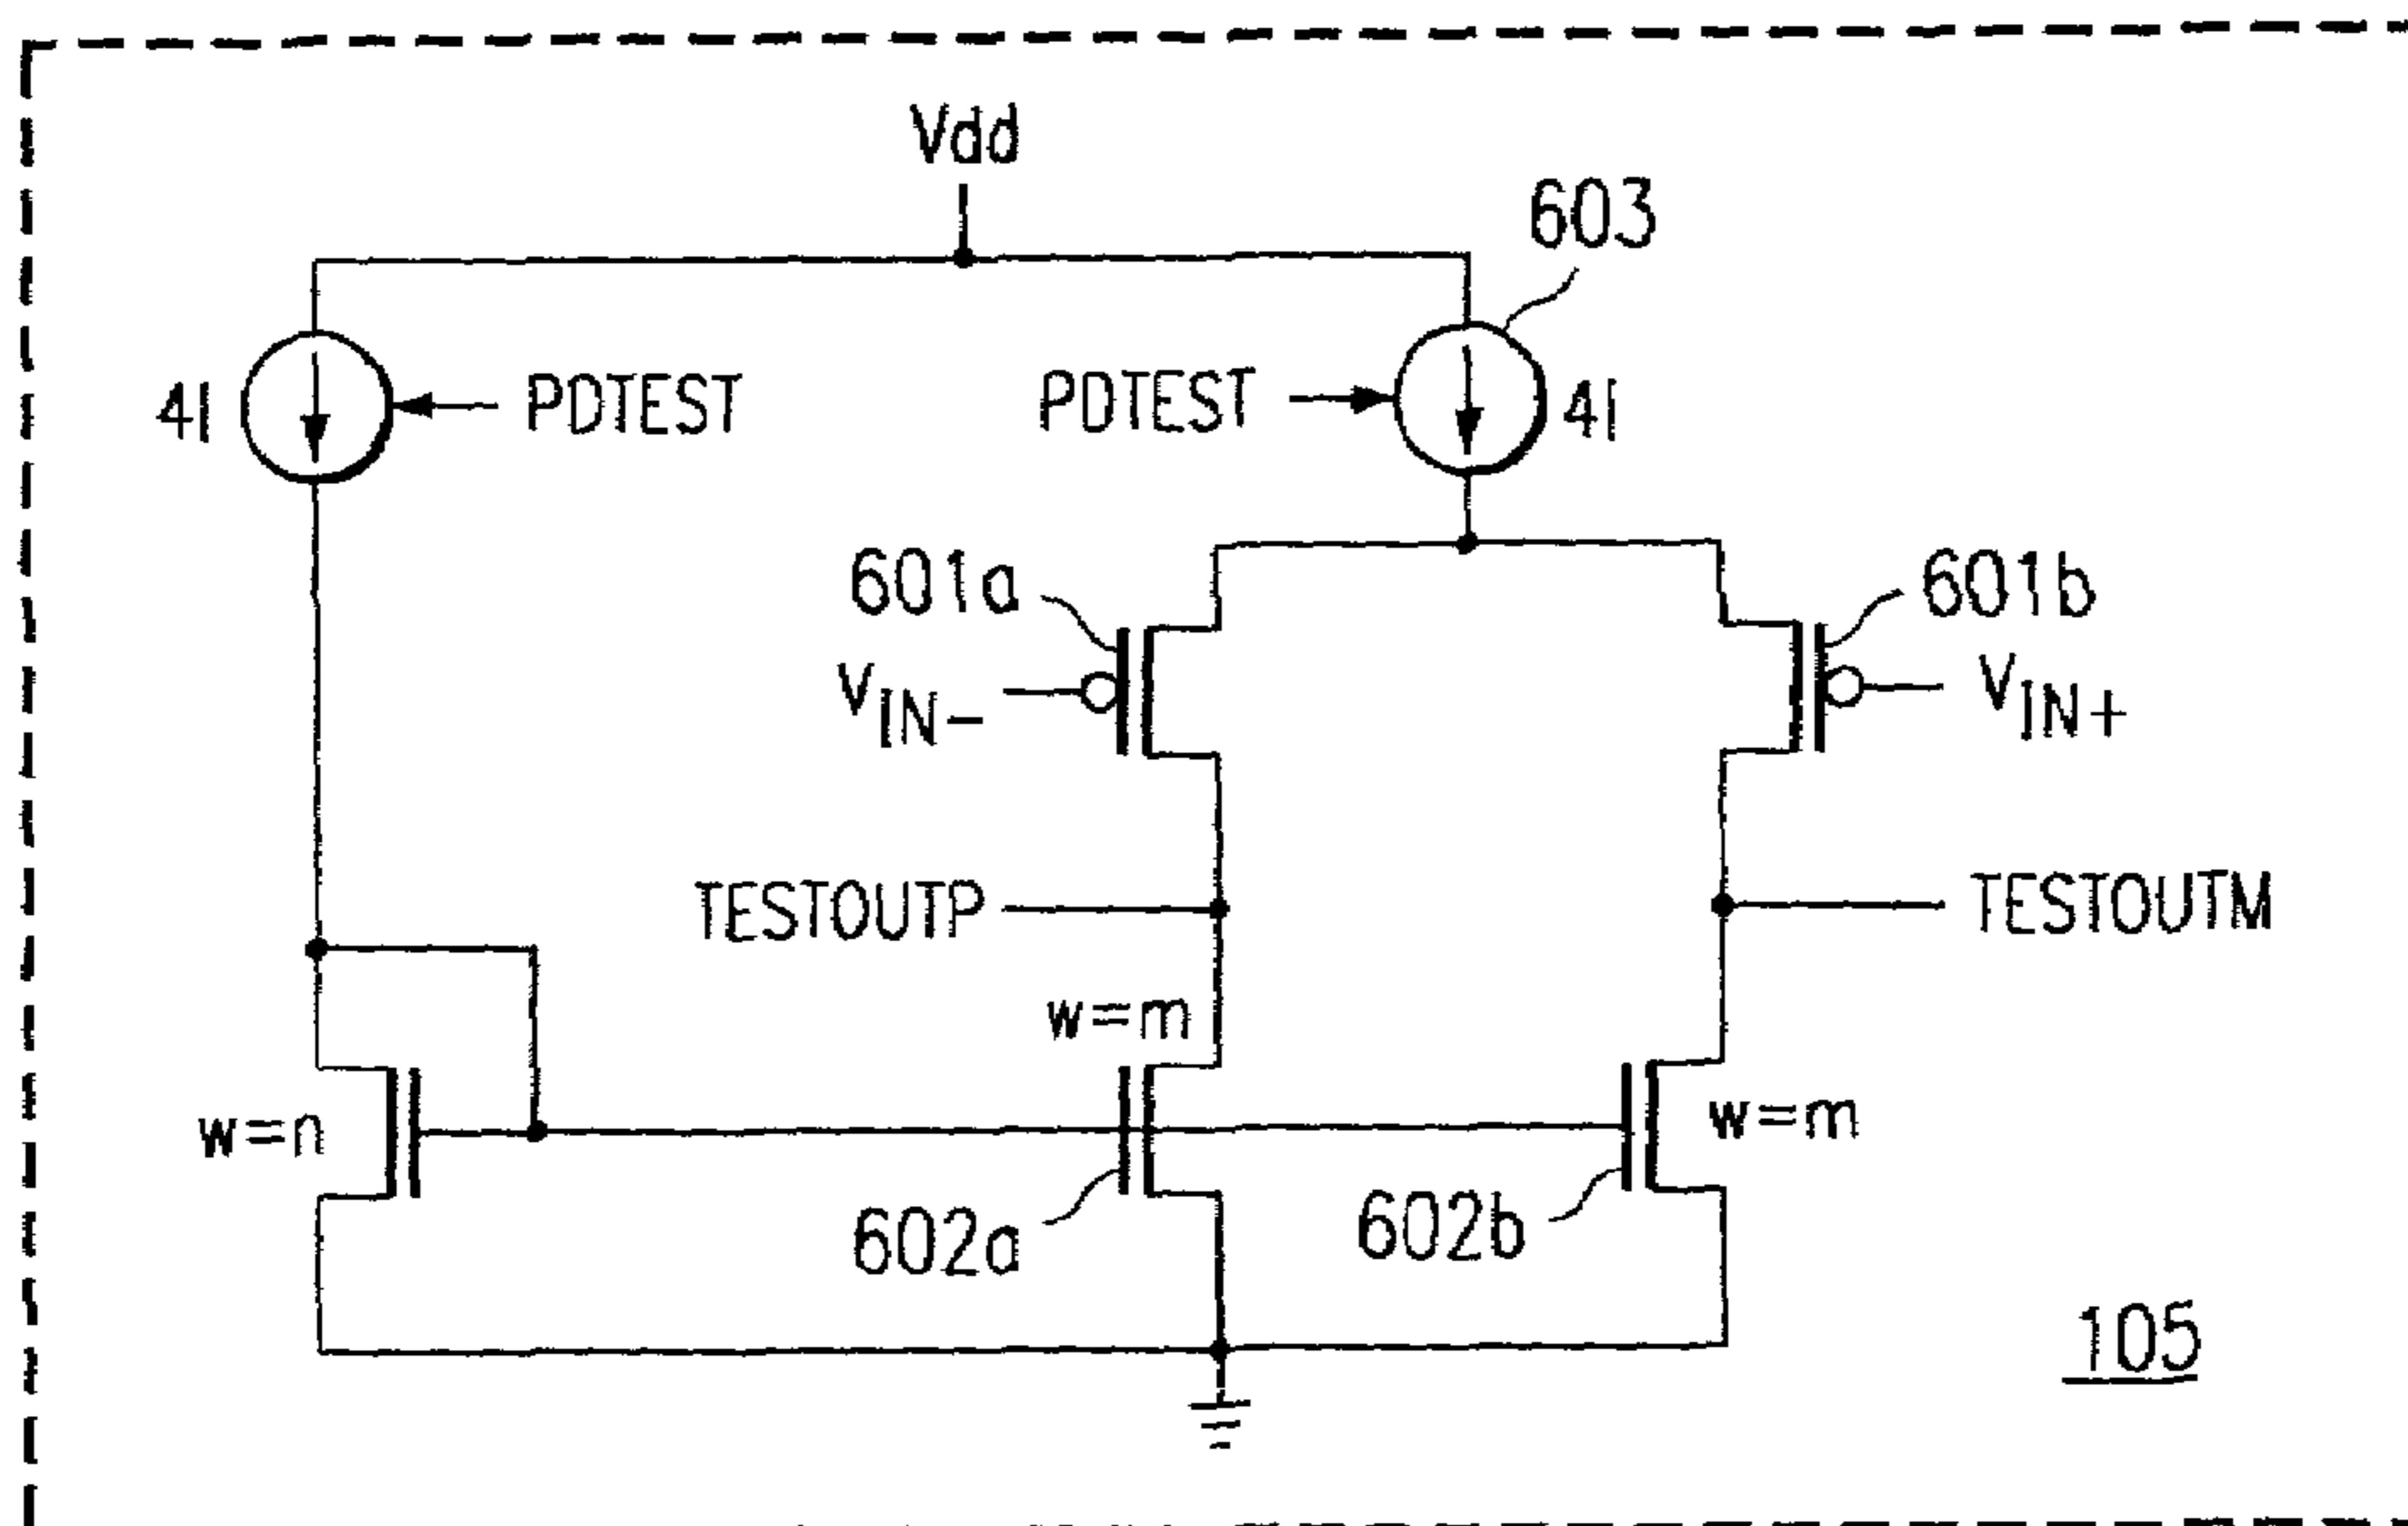 Vdd
603
4I
PDTEST
PDTEST
4I
601a
601b
VIN-
VIN+
TESTOUTP
TESTOUTM
w=m
w=n
w=m
602a
602b
105